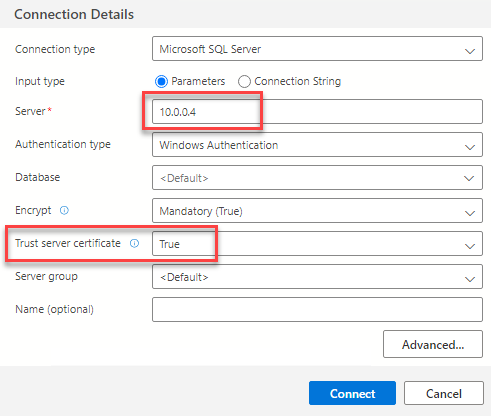 Connection Details
Connection type Microsoft SQL Server
Input type Parameters Connection String
Server* 10.0.0.4
Authentication type Windows Authentication
Database <Default>
Encrypt Mandatory (True)
Trust server certificate True
Server group <Default>
Name (optional)
Advanced...
Connect Cancel